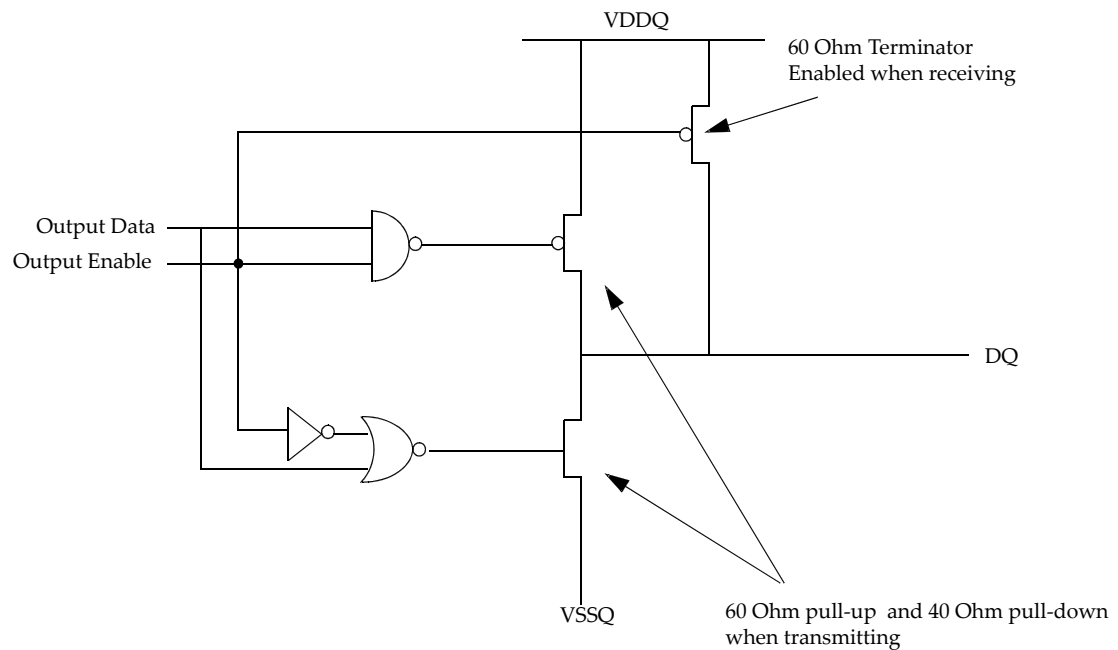 VDDQ
60 Ohm Terminator
Enabled when receiving
Output Data
Output Enable
DQ
VSSQ
60 Ohm pull-up and 40 Ohm pull-down
when transmitting